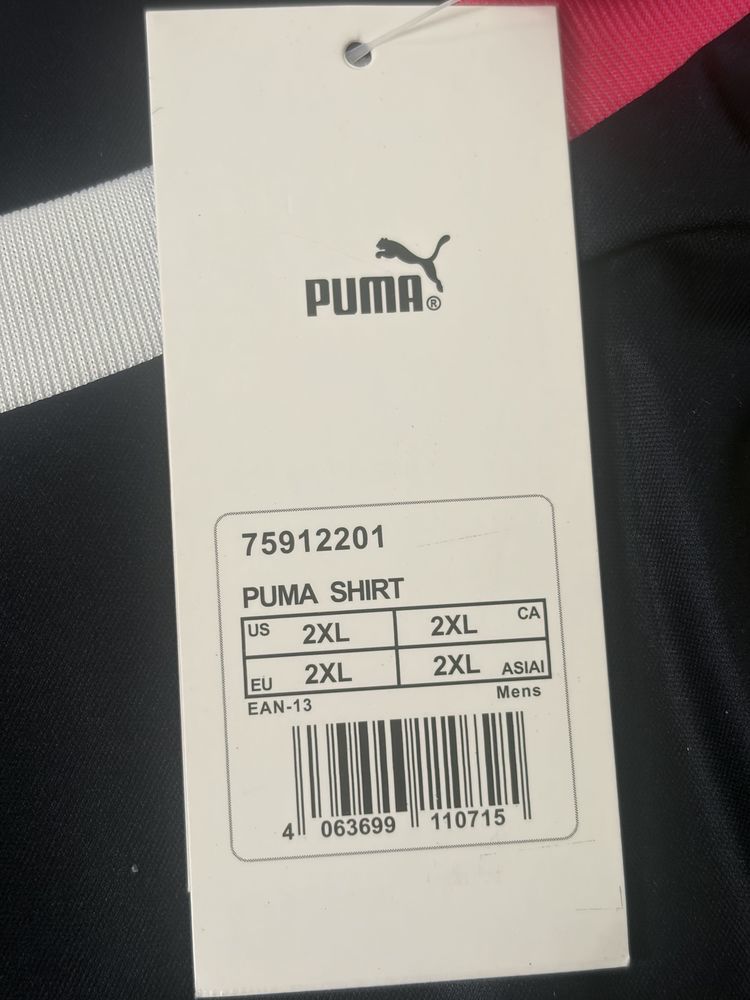 PUMA®
75912201
PUMA SHIRT
US 2XL 2XL CA
EU 2XL 2XL ASIAI
EAN-13 Mens
4 063699 110715